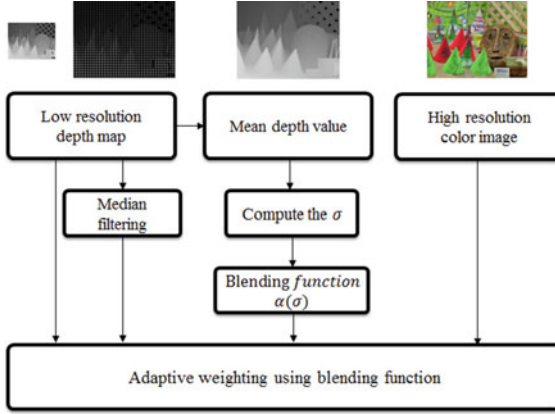 Low resolution
depth map
Mean depth value
High resolution
color image
Median
filtering
Compute the σ
Blending function
α(σ)
Adaptive weighting using blending function